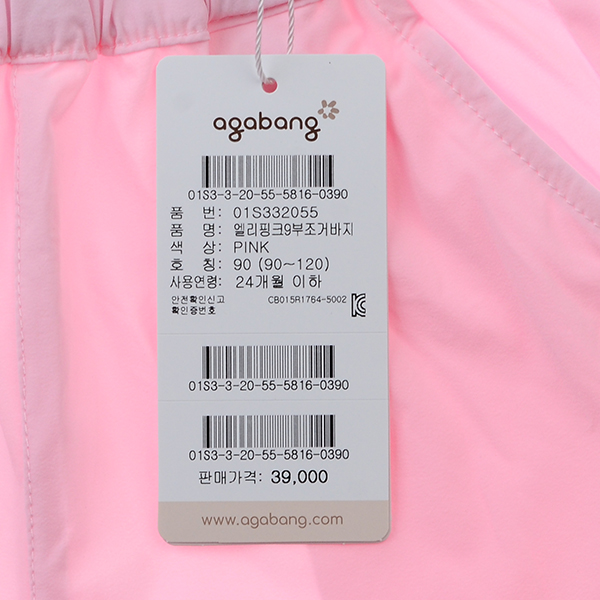 agabang
01S3-3-20-55-5816-0390
품 번: 01S332055
품 명: 엘리핑크9부조거바지
색 상: PINK
호 칭: 90 (90~120)
사용연령: 24개월 이하
안전확인신고 CB015R1764-5002
확인증번호
01S3-3-20-55-5816-0390
01S3-3-20-55-5816-0390
판매가격: 39,000
www.agabang.com